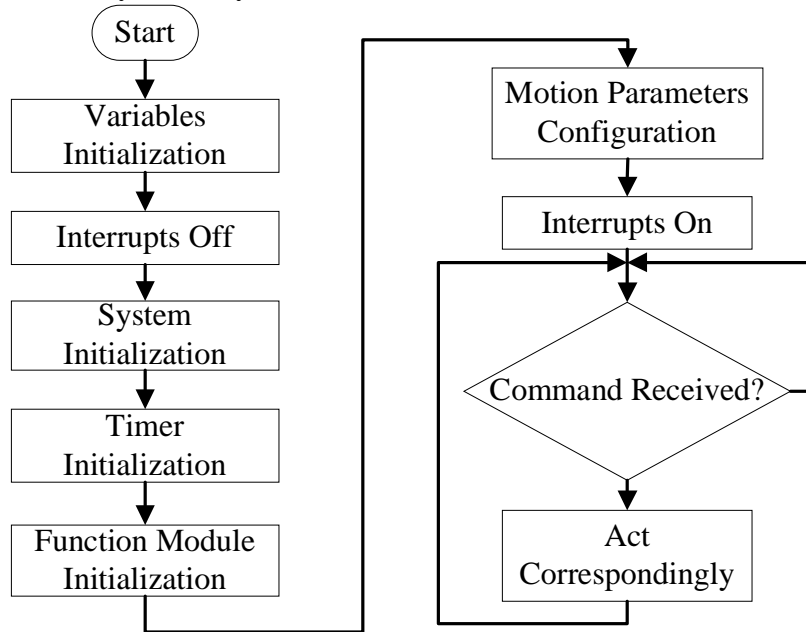 Start
Variables
Initialization
Interrupts Off
System
Initialization
Timer
Initialization
Function Module
Initialization
Motion Parameters
Configuration
Interrupts On
Command Received?
Act
Correspondingly